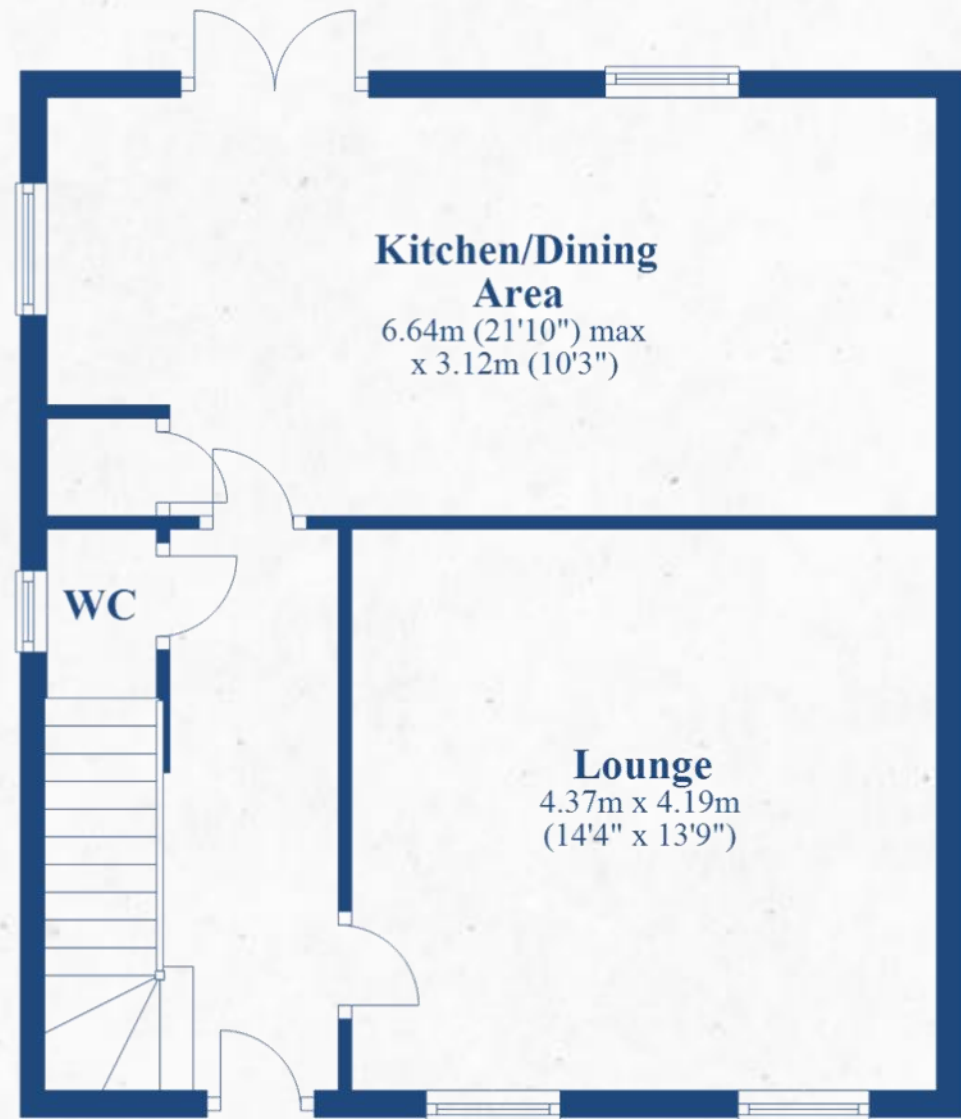 Kitchen/Dining
Area
6.64m (21'10") max
x 3.12m (10'3")
WC
Lounge
4.37m x 4.19m
(14'4" x 13'9")